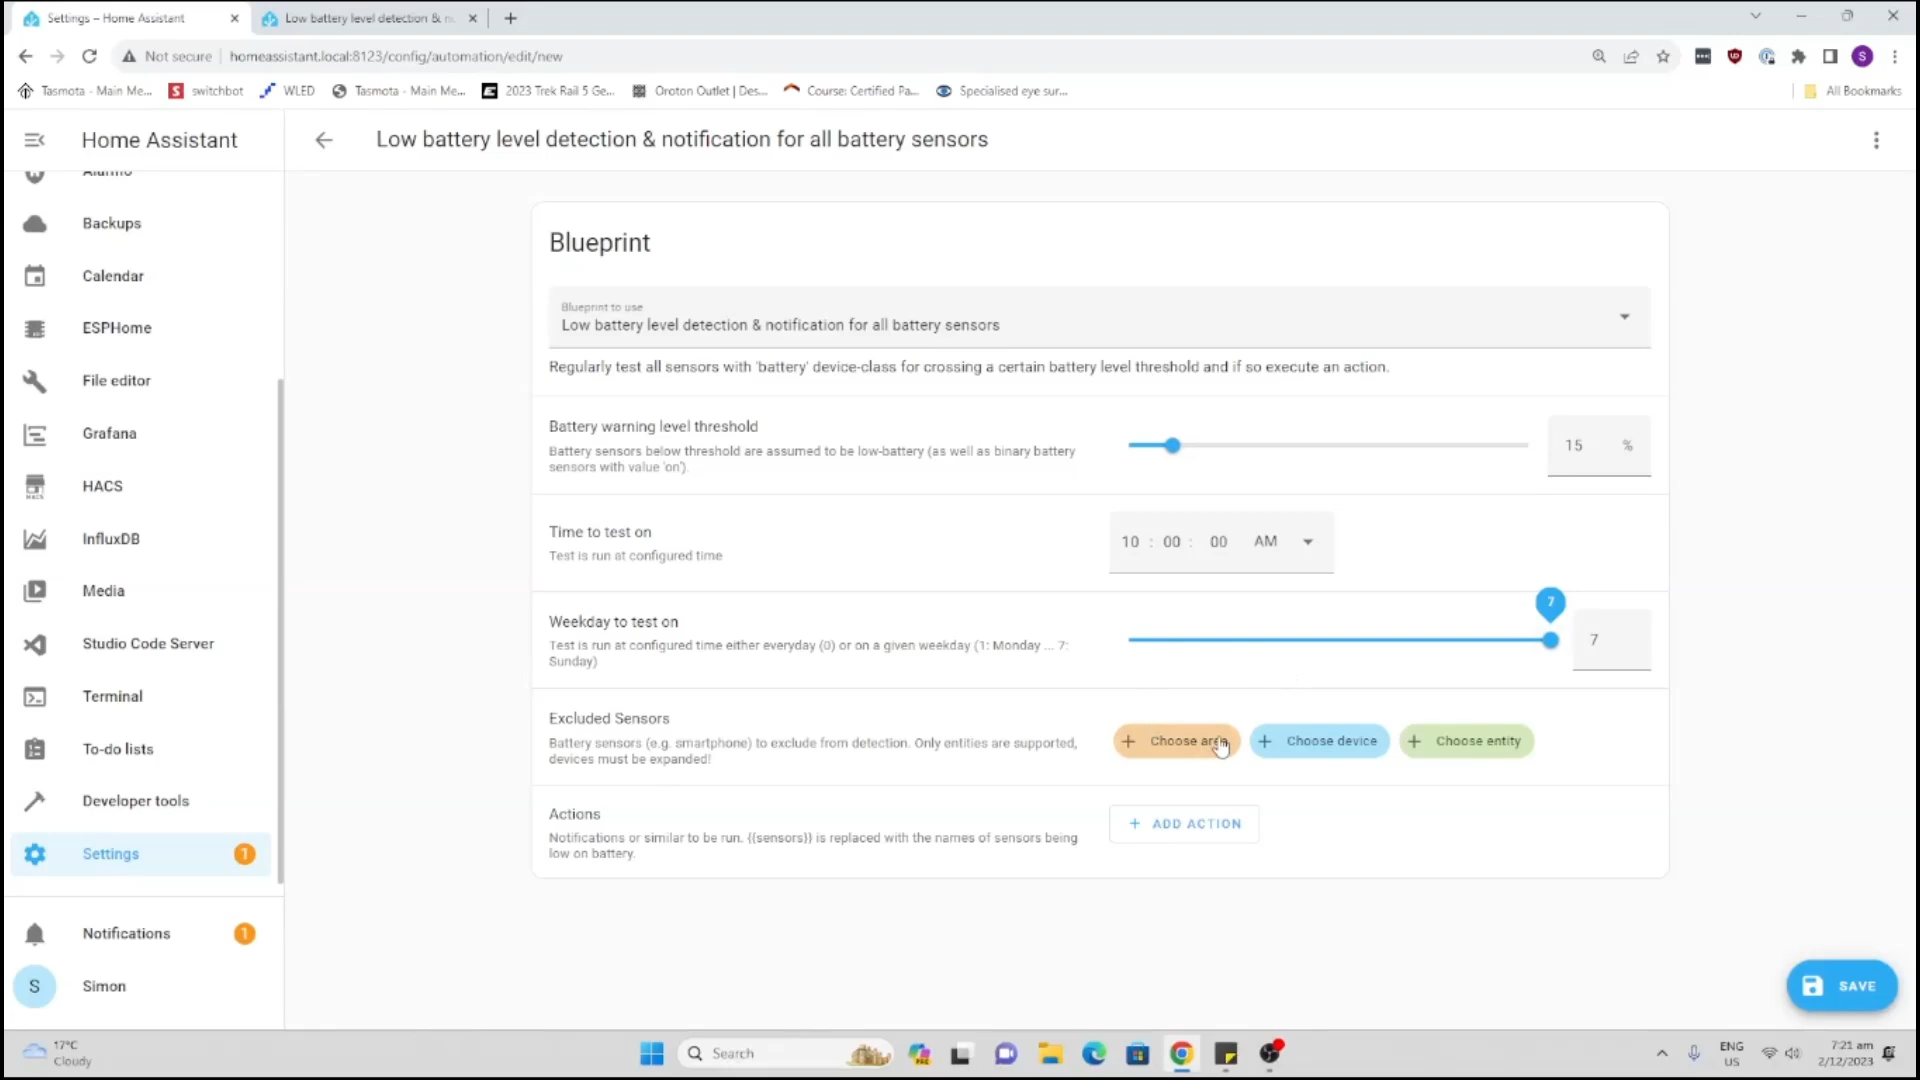 Settings – Home Assistant
Low battery level detection & n
Not secure
homeassistant.local:8123/config/automation/edit/new
S
Tasmota - Main Me...
switchbot
WLED
Tasmota - Main Me...
2023 Trek Rail 5 Ge...
Oroton Outlet | Des...
Course: Certified Pa...
Specialised eye sur...
All Bookmarks
Home Assistant
Low battery level detection & notification for all battery sensors
Alarmo
Backups
Calendar
ESPHome
File editor
Grafana
HACS
HACS
InfluxDB
Media
Studio Code Server
Terminal
To-do lists
Developer tools
Settings
1
Notifications
1
S
Simon
Blueprint
Blueprint to use
Low battery level detection & notification for all battery sensors
Regularly test all sensors with 'battery' device-class for crossing a certain battery level threshold and if so execute an action.
Battery warning level threshold
Battery sensors below threshold are assumed to be low-battery (as well as binary battery
sensors with value 'on').
15 %
Time to test on
Test is run at configured time
10 : 00 : 00 AM
Weekday to test on
Test is run at configured time either everyday (0) or on a given weekday (1: Monday ... 7:
Sunday)
7
7
Excluded Sensors
Battery sensors (e.g. smartphone) to exclude from detection. Only entities are supported,
devices must be expanded!
+ Choose area
+ Choose device
+ Choose entity
Actions
Notifications or similar to be run. {{sensors}} is replaced with the names of sensors being
low on battery.
+ ADD ACTION
SAVE
17°C
Cloudy
Search
PRE
ENG
US
7:21 am
2/12/2023